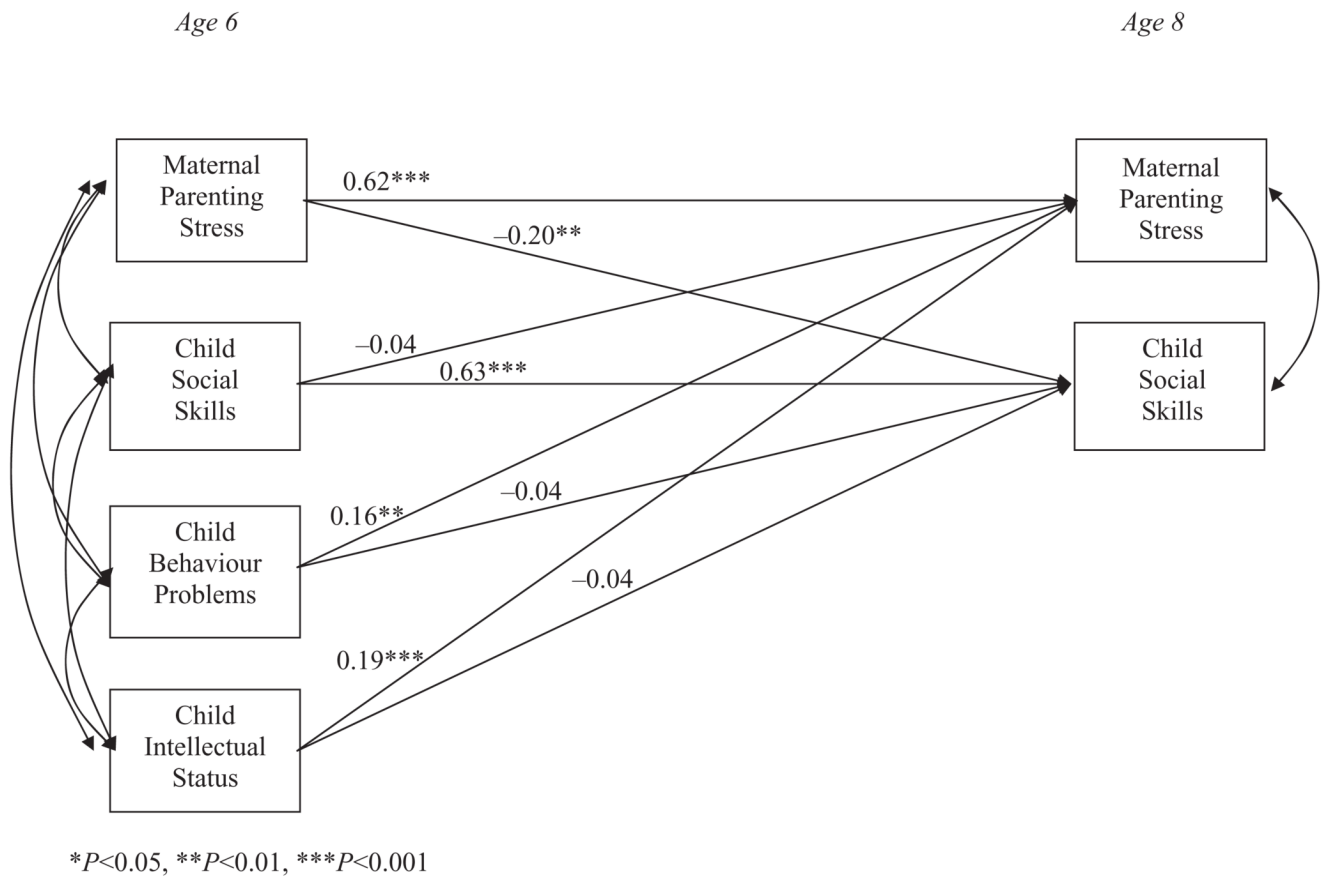 Age 6
Age 8
Maternal
Parenting
Stress
0.62***
Maternal
Parenting
Stress
–0.20**
Child
Social
Skills
–0.04
0.63***
Child
Social
Skills
Child
Behaviour
Problems
0.16**
–0.04
–0.04
Child
Intellectual
Status
0.19***
*P<0.05, **P<0.01, ***P<0.001